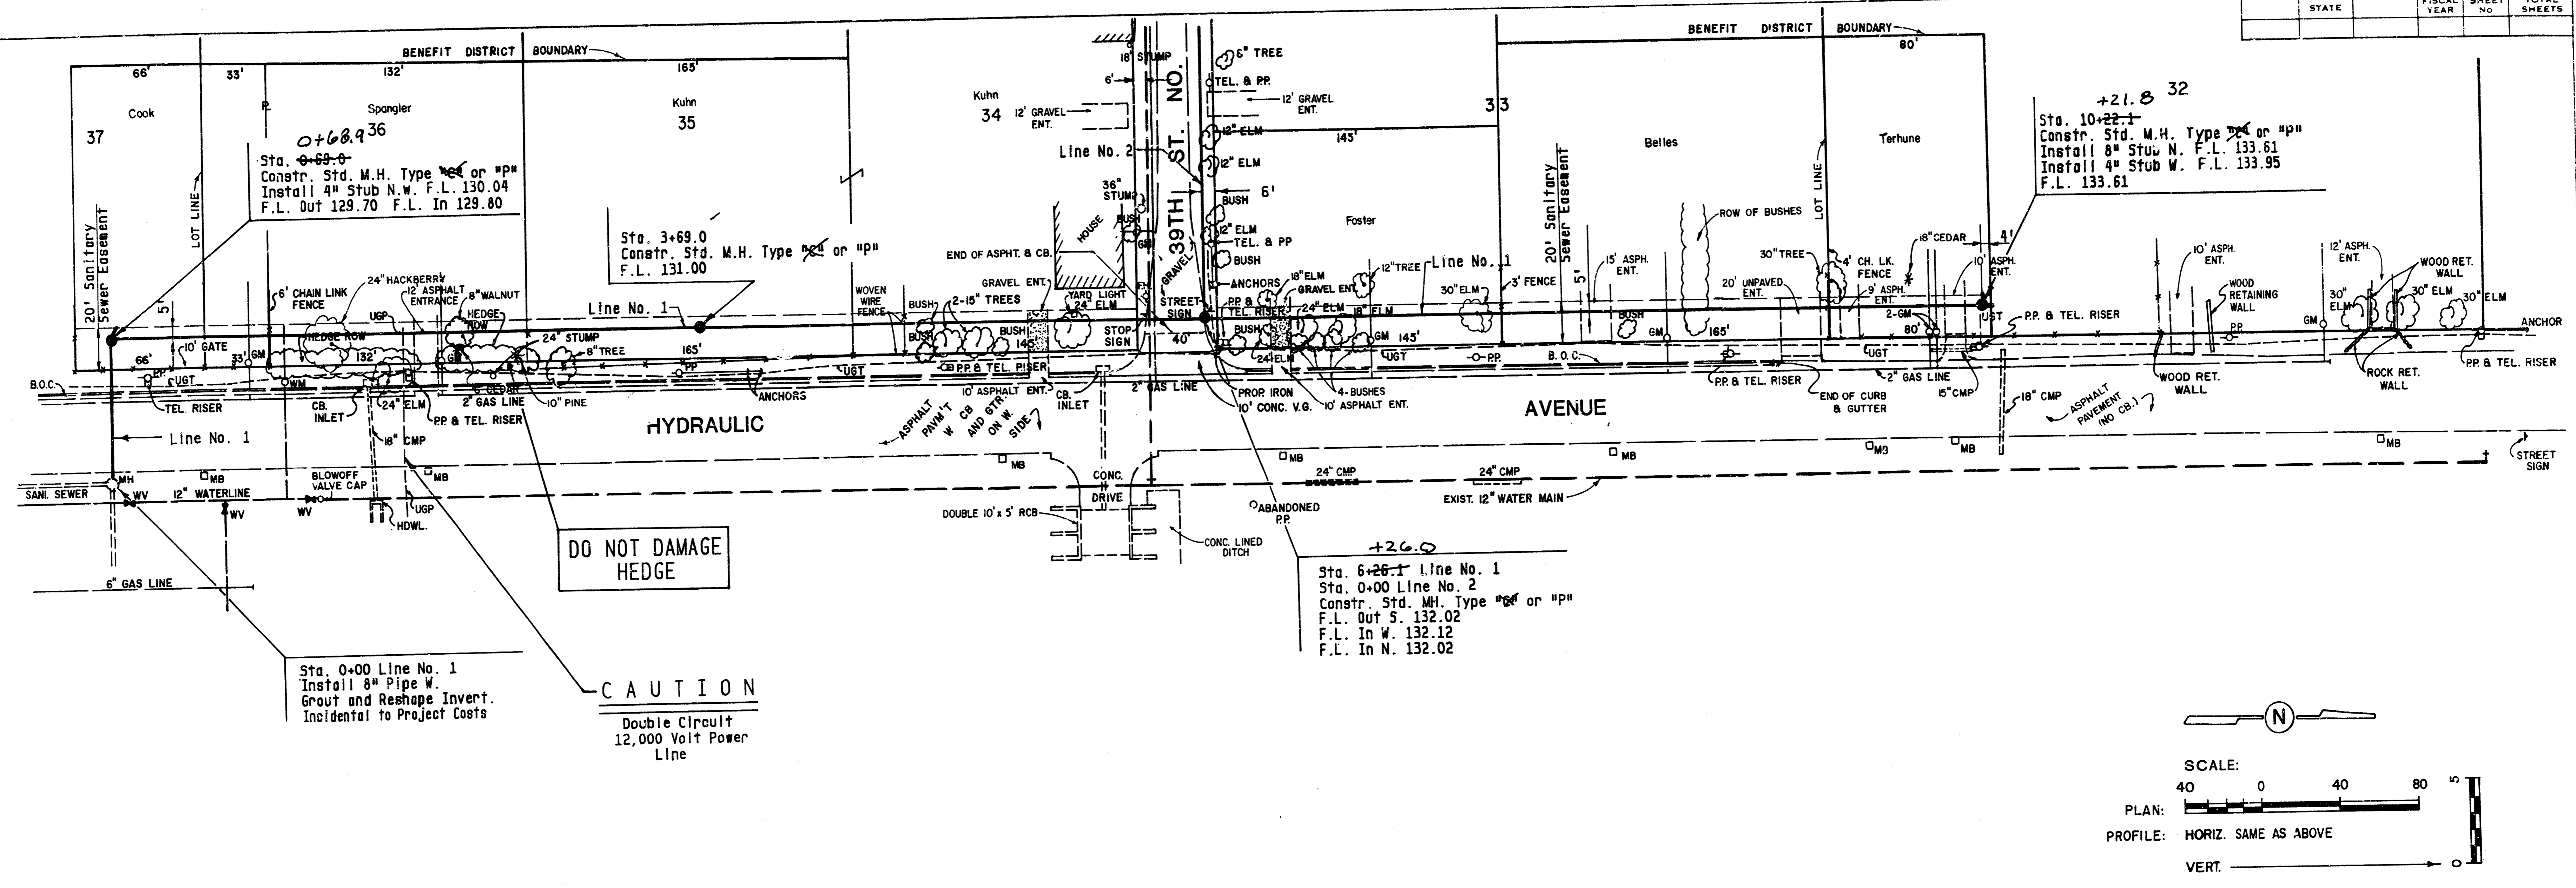 STATE
FISCAL YEAR
SHEET No
TOTAL SHEETS
BENEFIT DISTRICT BOUNDARY
BENEFIT DISTRICT BOUNDARY
66'
33'
132'
165'
80'
Cook
37
Spangler
36
Kuhn
35
Kuhn
34
33
32
Belles
Terhune
Foster
145'
0+68.9
Sta. 0+69.0
Constr. Std. M.H. Type "C" or "P"
Install 4" Stub N.W. F.L. 130.04
F.L. Out 129.70 F.L. In 129.80
Sta. 3+69.0
Constr. Std. M.H. Type "C" or "P"
F.L. 131.00
+21.8
Sta. 10+22.1
Constr. Std. M.H. Type "C" or "P"
Install 8" Stub N. F.L. 133.61
Install 4" Stub W. F.L. 133.95
F.L. 133.61
18" STUMP
6'
6" TREE
TEL. & P.P.
12' GRAVEL
ENT.
12' GRAVEL
ENT.
39TH ST. NO.
GRAVEL
Line No. 2
12" ELM
12" ELM
36"
STUMP
BUSH
GM
6'
BUSH
12" ELM
TEL. & PP
BUSH
HOUSE
END OF ASPHT. & CB.
20' Sanitary
Sewer Easement
LOT LINE
5'
6' CHAIN LINK
FENCE
24" HACKBERRY
12' ASPHALT
ENTRANCE
8" WALNUT
UGP
HEDGE
ROW
HEDGE ROW
24" STUMP
8" TREE
Line No. 1
WOVEN
WIRE
FENCE
BUSH
BUSH
2-15" TREES
GRAVEL ENT.
BUSH
YARD LIGHT
24" ELM
STOP
SIGN
STREET
SIGN
40'
ANCHORS
P.P. &
TEL. RISER
18" ELM
GRAVEL ENT.
24" ELM
18" ELM
BUSH
24" ELM
12" TREE
GM
Line No. 1
30" ELM
3' FENCE
20' Sanitary
Sewer Easement
5'
15' ASPH.
ENT.
ROW OF BUSHES
20' UNPAVED
ENT.
BUSH
GM
LOT LINE
30" TREE
4' CH. LK.
FENCE
9' ASPH.
ENT.
18" CEDAR
4'
10' ASPH.
ENT.
2-GM
80'
UGT
P.P. & TEL. RISER
10' ASPH.
ENT.
WOOD
RETAINING
WALL
P.P.
12' ASPH.
ENT.
WOOD RET.
WALL
30"
ELM
30" ELM
30" ELM
GM
ANCHOR
P.P. & TEL. RISER
ROCK RET.
WALL
WOOD RET.
WALL
66'
10' GATE
33'
GM
132'
165'
145'
145'
165'
B.O.C.
P.P.
UGT
TEL. RISER
WM
CB.
INLET
24" ELM
P.P. & TEL. RISER
2" GAS LINE
10" PINE
PP
ANCHORS
UGT
P.P. & TEL. RISER
10' ASPHALT ENT.
CB.
INLET
2" GAS LINE
PROP IRON
10' CONC. V.G.
10' ASPHALT ENT.
4-BUSHES
UGT
P.P.
B.O.C.
P.P. & TEL. RISER
UGT
END OF CURB
& GUTTER
2" GAS LINE
15" CMP
18" CMP
Line No. 1
18" CMP
HYDRAULIC
AVENUE
ASPHALT
PAVM'T
W CB
AND GTR.
ON W.
SIDE
ASPHALT
PAVEMENT
(NO CB.)
STREET
SIGN
SANI. SEWER
MH
WV
MB
12" WATERLINE
WV
BLOWOFF
VALVE CAP
WV
MB
UGP
HDWL.
MB
CONC.
DRIVE
MB
24" CMP
24" CMP
MB
MB
MB
MB
EXIST. 12" WATER MAIN
DOUBLE 10' x 5' RCB
CONC. LINED
DITCH
ABANDONED
P.P.
6" GAS LINE
DO NOT DAMAGE
HEDGE
+26.0
Sta. 6+26.1 Line No. 1
Sta. 0+00 Line No. 2
Constr. Std. MH. Type "C" or "P"
F.L. Out S. 132.02
F.L. In W. 132.12
F.L. In N. 132.02
Sta. 0+00 Line No. 1
Install 8" Pipe W.
Grout and Reshape Invert.
Incidental to Project Costs
CAUTION
Double Circuit
12,000 Volt Power
Line
N
SCALE:
40 0 40 80
PLAN:
PROFILE: HORIZ. SAME AS ABOVE
VERT.
5
0